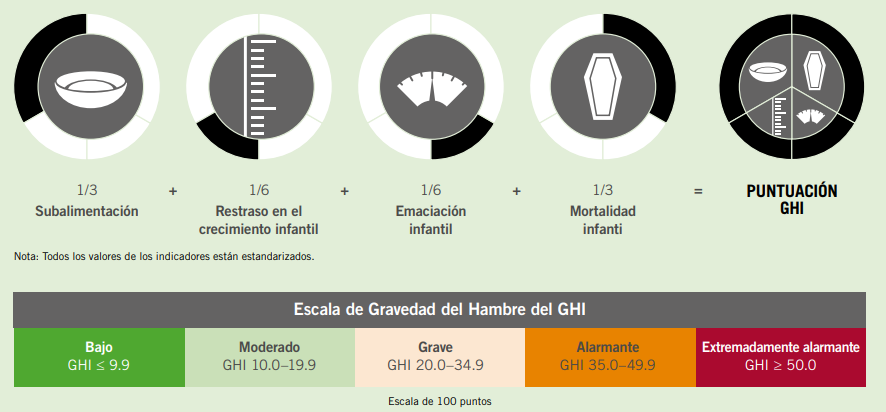 1/3 + 1/6 + 1/6 + 1/3 = PUNTUACIÓN
GHI
Subalimentación
Restraso en el
crecimiento infantil
Emaciación
infantil
Mortalidad
infanti
Nota: Todos los valores de los indicadores están estandarizados.
Escala de Gravedad del Hambre del GHI
Bajo
GHI ≤ 9.9
Moderado
GHI 10.0–19.9
Grave
GHI 20.0–34.9
Alarmante
GHI 35.0–49.9
Extremadamente alarmante
GHI ≥ 50.0
Escala de 100 puntos